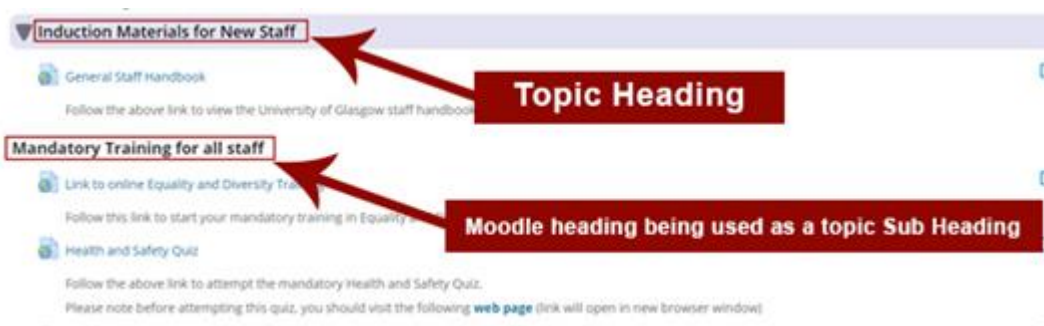 Induction Materials for New Staff
General Staff Handbook
Topic Heading
Follow the above link to view the University of Glasgow staff handbook
Mandatory Training for all staff
Link to online Equality and Diversity
Follow this link to start your mandatory training in Equality
Moodle heading being used as a topic Sub Heading
Health and Safety Quiz
Follow the above link to attempt the mandatory Health and Safety Quiz.
Please note before attempting this quiz, you should visit the following web page (link will open in new browser window)